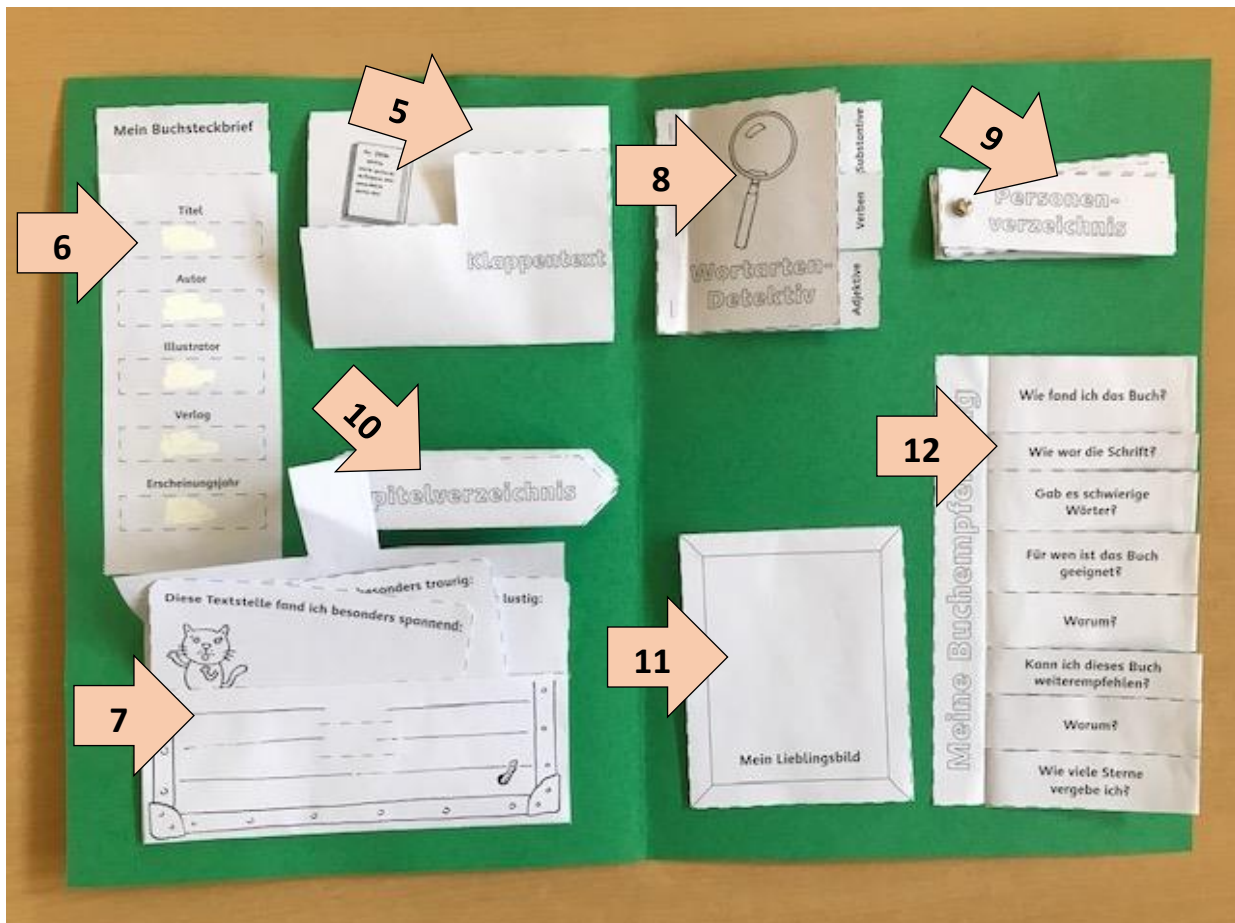 Mein Buchsteckbrief
6
Titel
Autor
Illustrator
Verlag
Erscheinungsjahr
5
Klappentext
10
pitelverzeichnis
besonders traurig:
lustig:
Diese Textstelle fand ich besonders spannend:
7
8
Wortarten-
Detektiv
Substantive
Verben
Adjektive
9
Personen-
verzeichnis
11
Mein Lieblingsbild
12
Meine Buchempfe ng
Wie fand ich das Buch?
Wie war die Schrift?
Gab es schwierige
Wörter?
Für wen ist das Buch
geeignet?
Warum?
Kann ich dieses Buch
weiterempfehlen?
Warum?
Wie viele Sterne
vergebe ich?